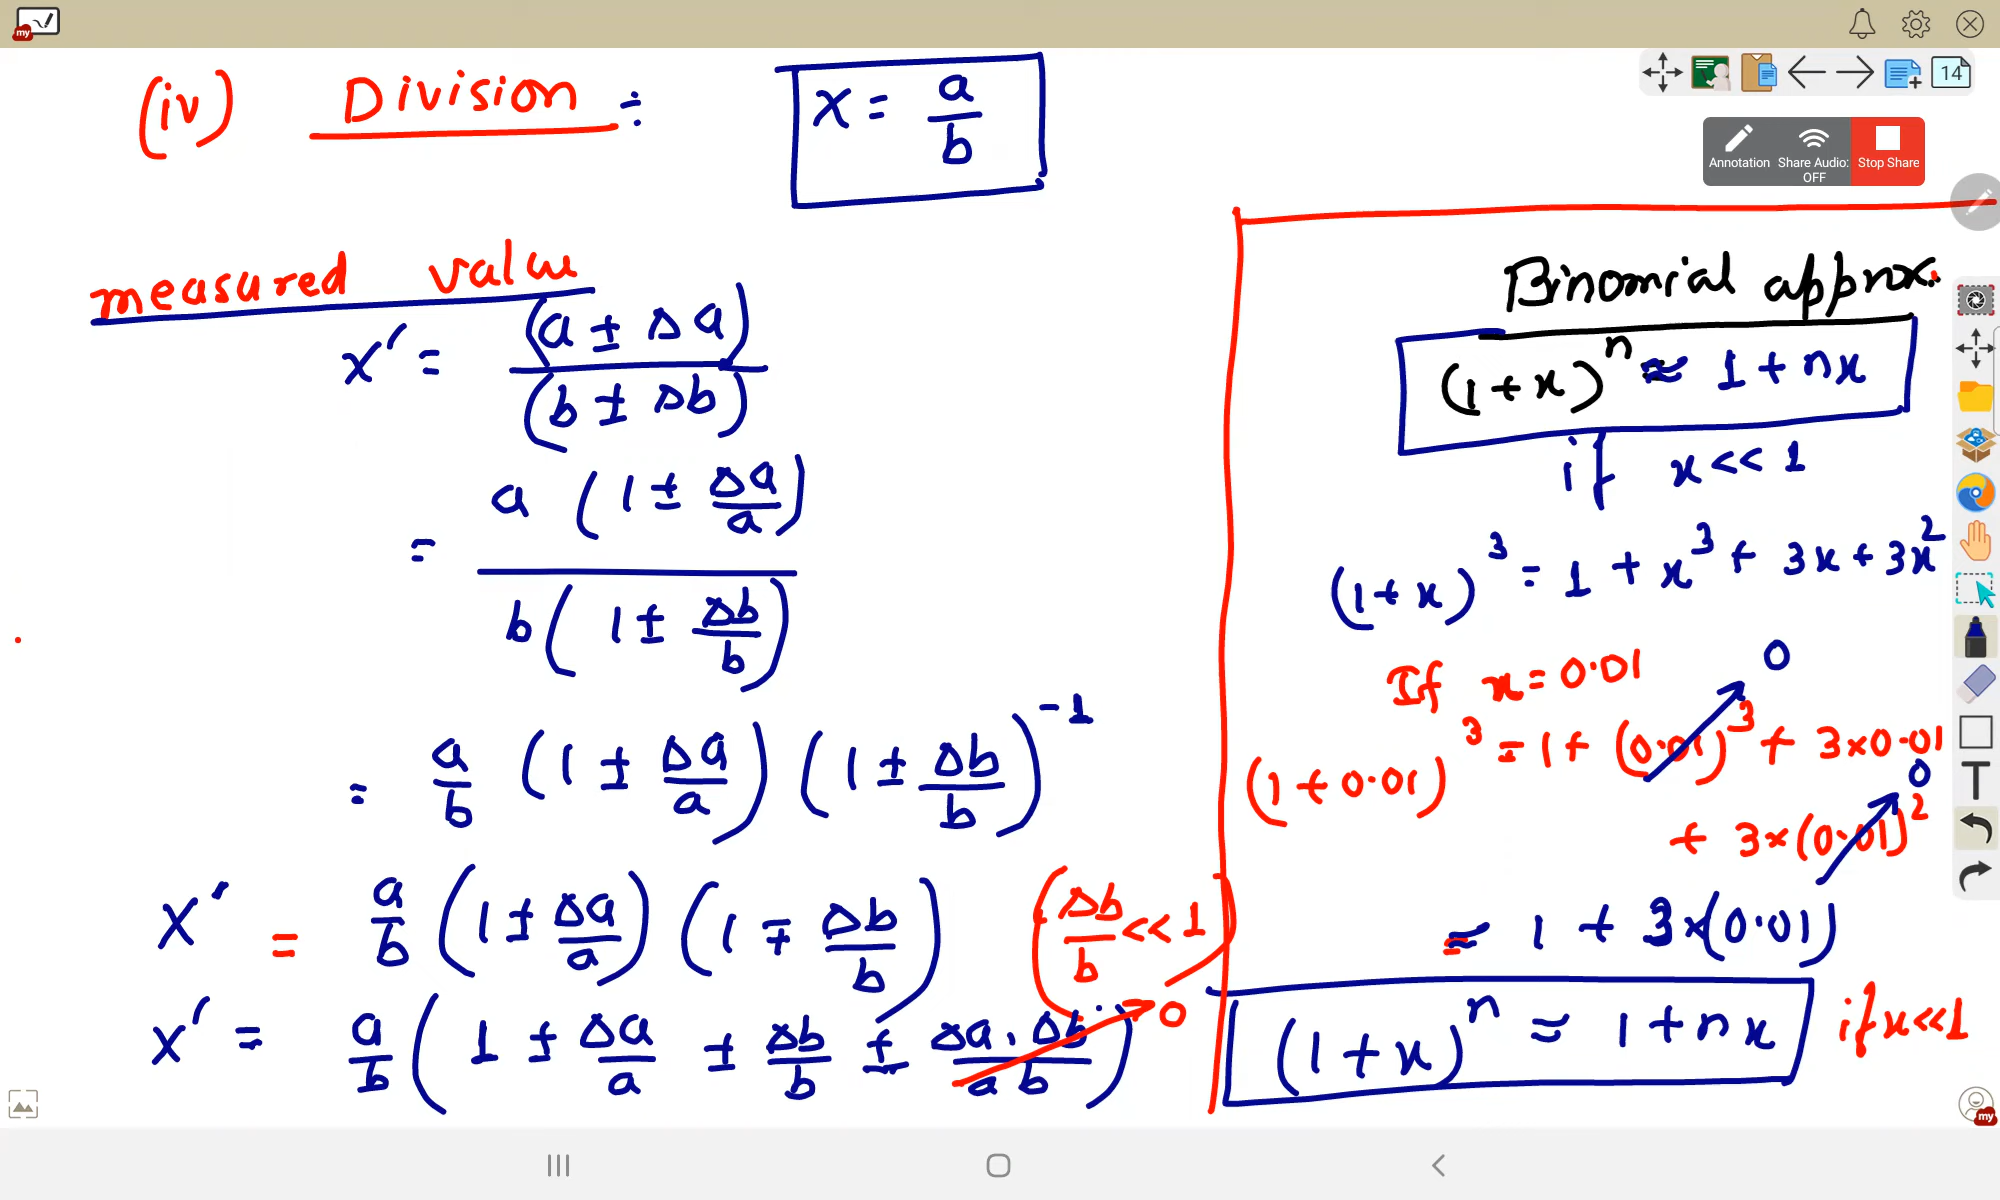 (iv) Division ÷ x = a/b
measured value
x' = (a ± Δa)/(b ± Δb)
= a (1 ± Δa/a) / b(1 ± Δb/b)
= a/b (1 ± Δa/a) (1 ± Δb/b)^-1
x' = a/b (1 ± Δa/a) (1 ∓ Δb/b) (Δb/b << 1)
x' = a/b (1 ± Δa/a ± Δb/b ± Δa.Δb/a b) 0
Binomial approx.
(1+x)^n ≈ 1+nx
if x<<1
(1+x)^3 = 1 + x^3 + 3x + 3x^2
If x = 0.01
0
(1+0.01)^3 = 1 + (0.01)^3 + 3×0.01
0
+ 3×(0.01)^2
≈ 1 + 3×(0.01)
(1+x)^n ≈ 1+nx if x<<1
14
Annotation Share Audio: OFF Stop Share
T
my
my